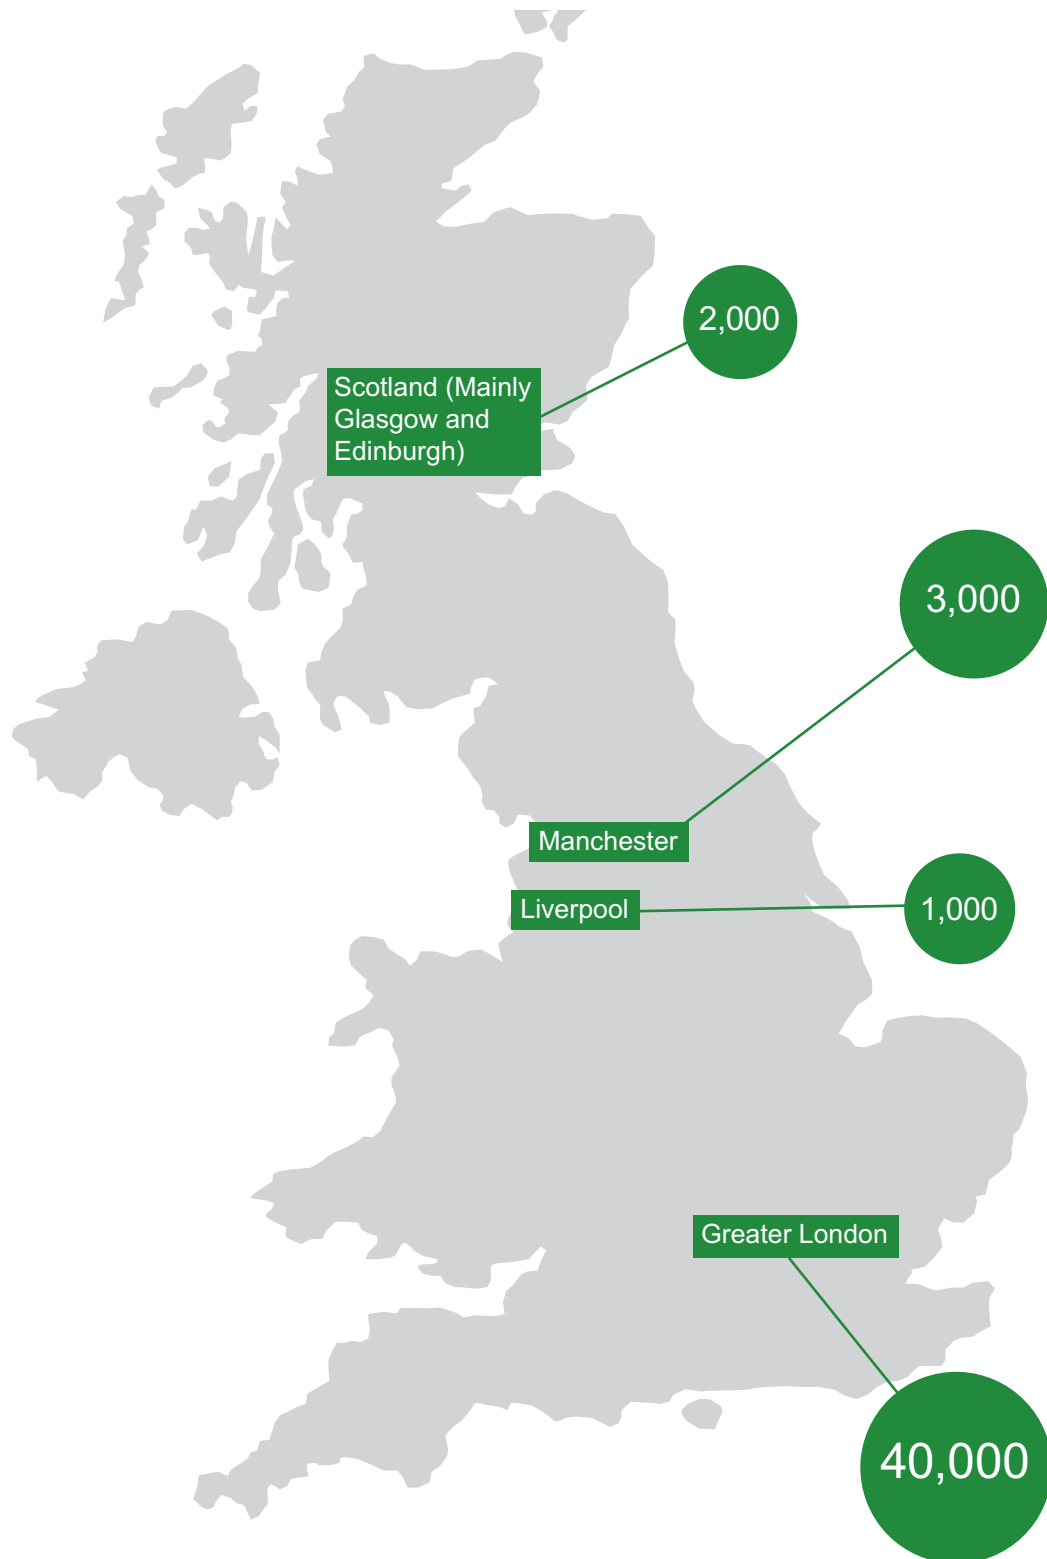 2,000
Scotland (Mainly
Glasgow and
Edinburgh)
3,000
Manchester
Liverpool
1,000
Greater London
40,000